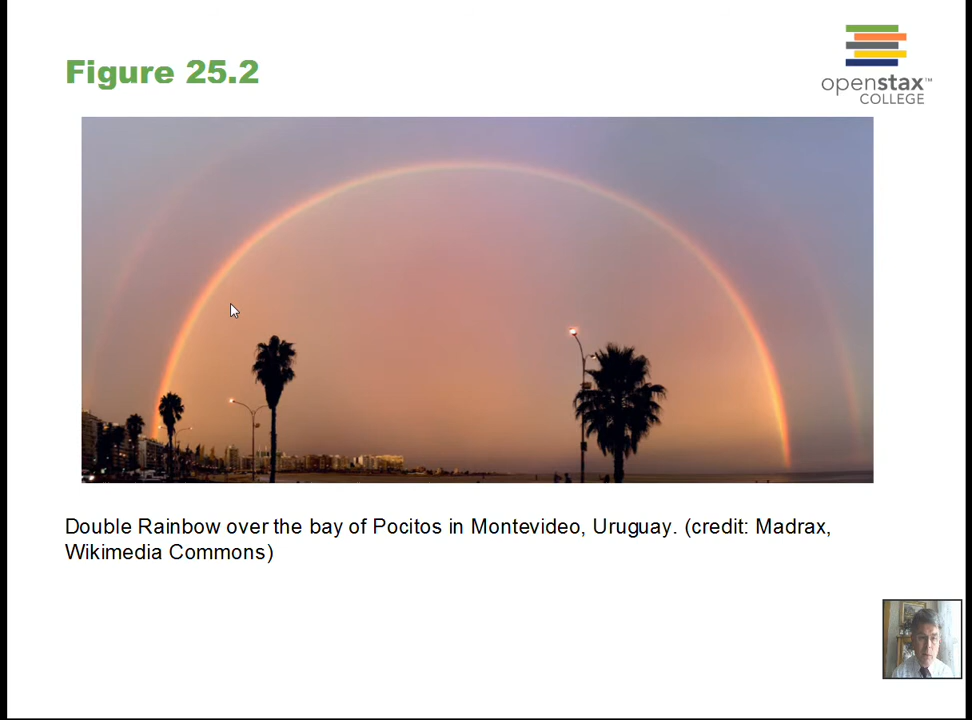 Figure 25.2
openstax™
COLLEGE
Double Rainbow over the bay of Pocitos in Montevideo, Uruguay. (credit: Madrax,
Wikimedia Commons)